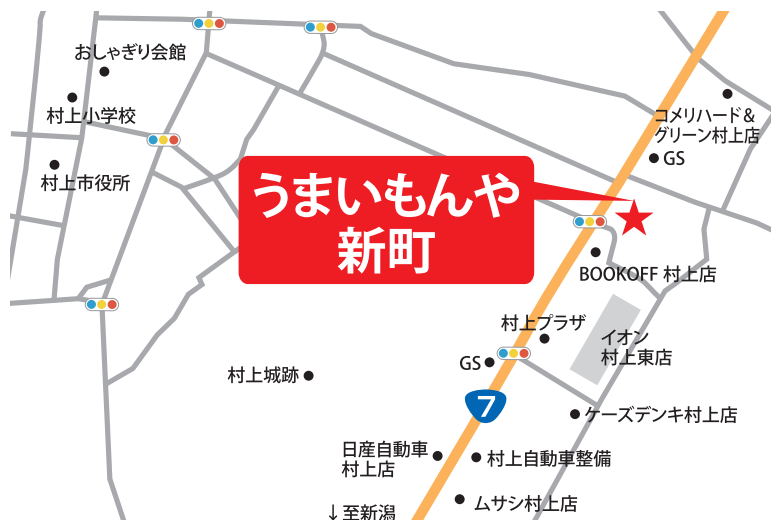 おしゃぎり会館
村上小学校
村上市役所
コメリハード＆
グリーン村上店
GS
うまいもんや
新町
BOOKOFF 村上店
村上プラザ
イオン
村上東店
GS
村上城跡
7
ケーズデンキ村上店
日産自動車
村上店
村上自動車整備
ムサシ村上店
↓至新潟